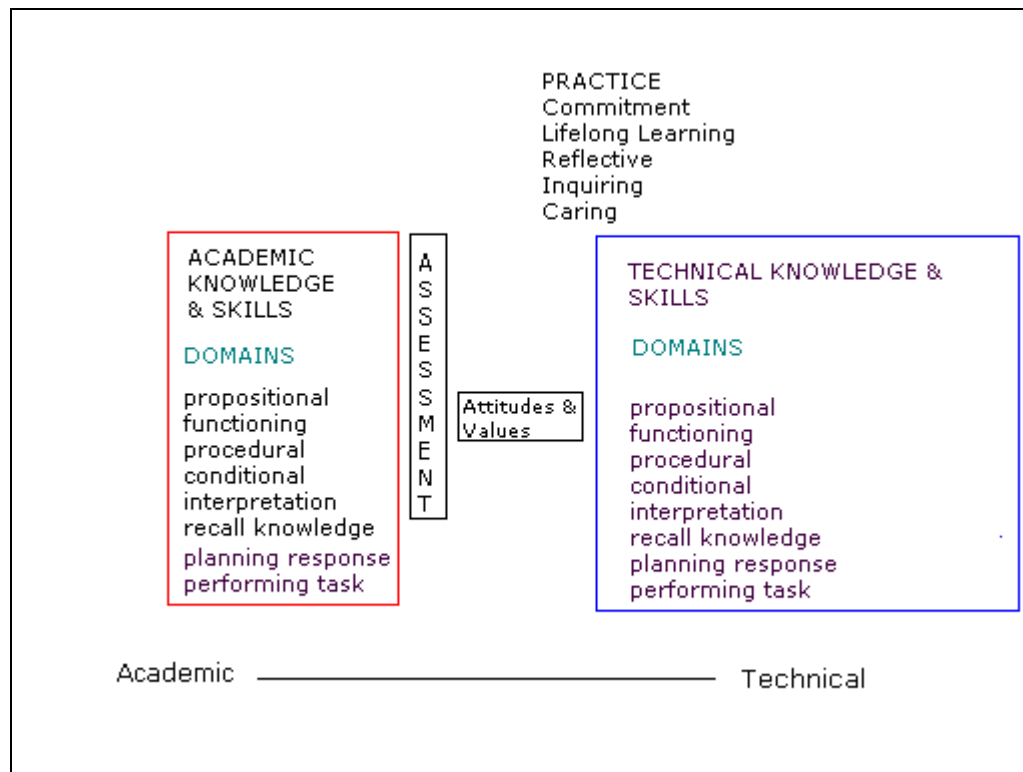 PRACTICE
Commitment
Lifelong Learning
Reflective
Inquiring
Caring
ACADEMIC
KNOWLEDGE
& SKILLS
DOMAINS
propositional
functioning
procedural
conditional
interpretation
recall knowledge
planning response
performing task
A
S
S
E
S
S
M
E
N
T
Attitudes &
Values
TECHNICAL KNOWLEDGE &
SKILLS
DOMAINS
propositional
functioning
procedural
conditional
interpretation
recall knowledge
planning response
performing task
Academic
Technical